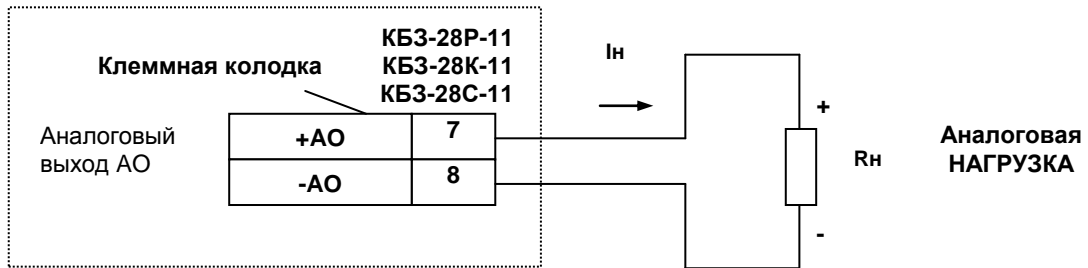 КБЗ-28Р-11
Клеммная колодка
КБЗ-28К-11
КБЗ-28С-11
Iн
Аналоговый
выход АО
+АО
7
-АО
8
+
Rн
-
Аналоговая
НАГРУЗКА